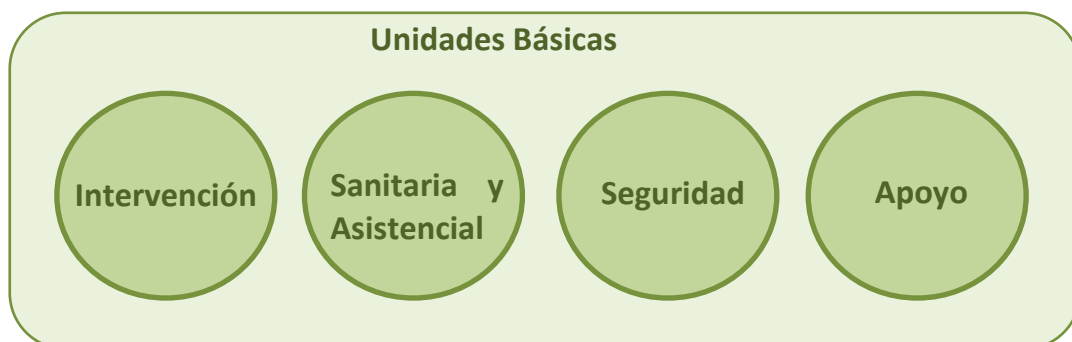 Unidades Básicas
Intervención
Sanitaria y
Asistencial
Seguridad
Apoyo